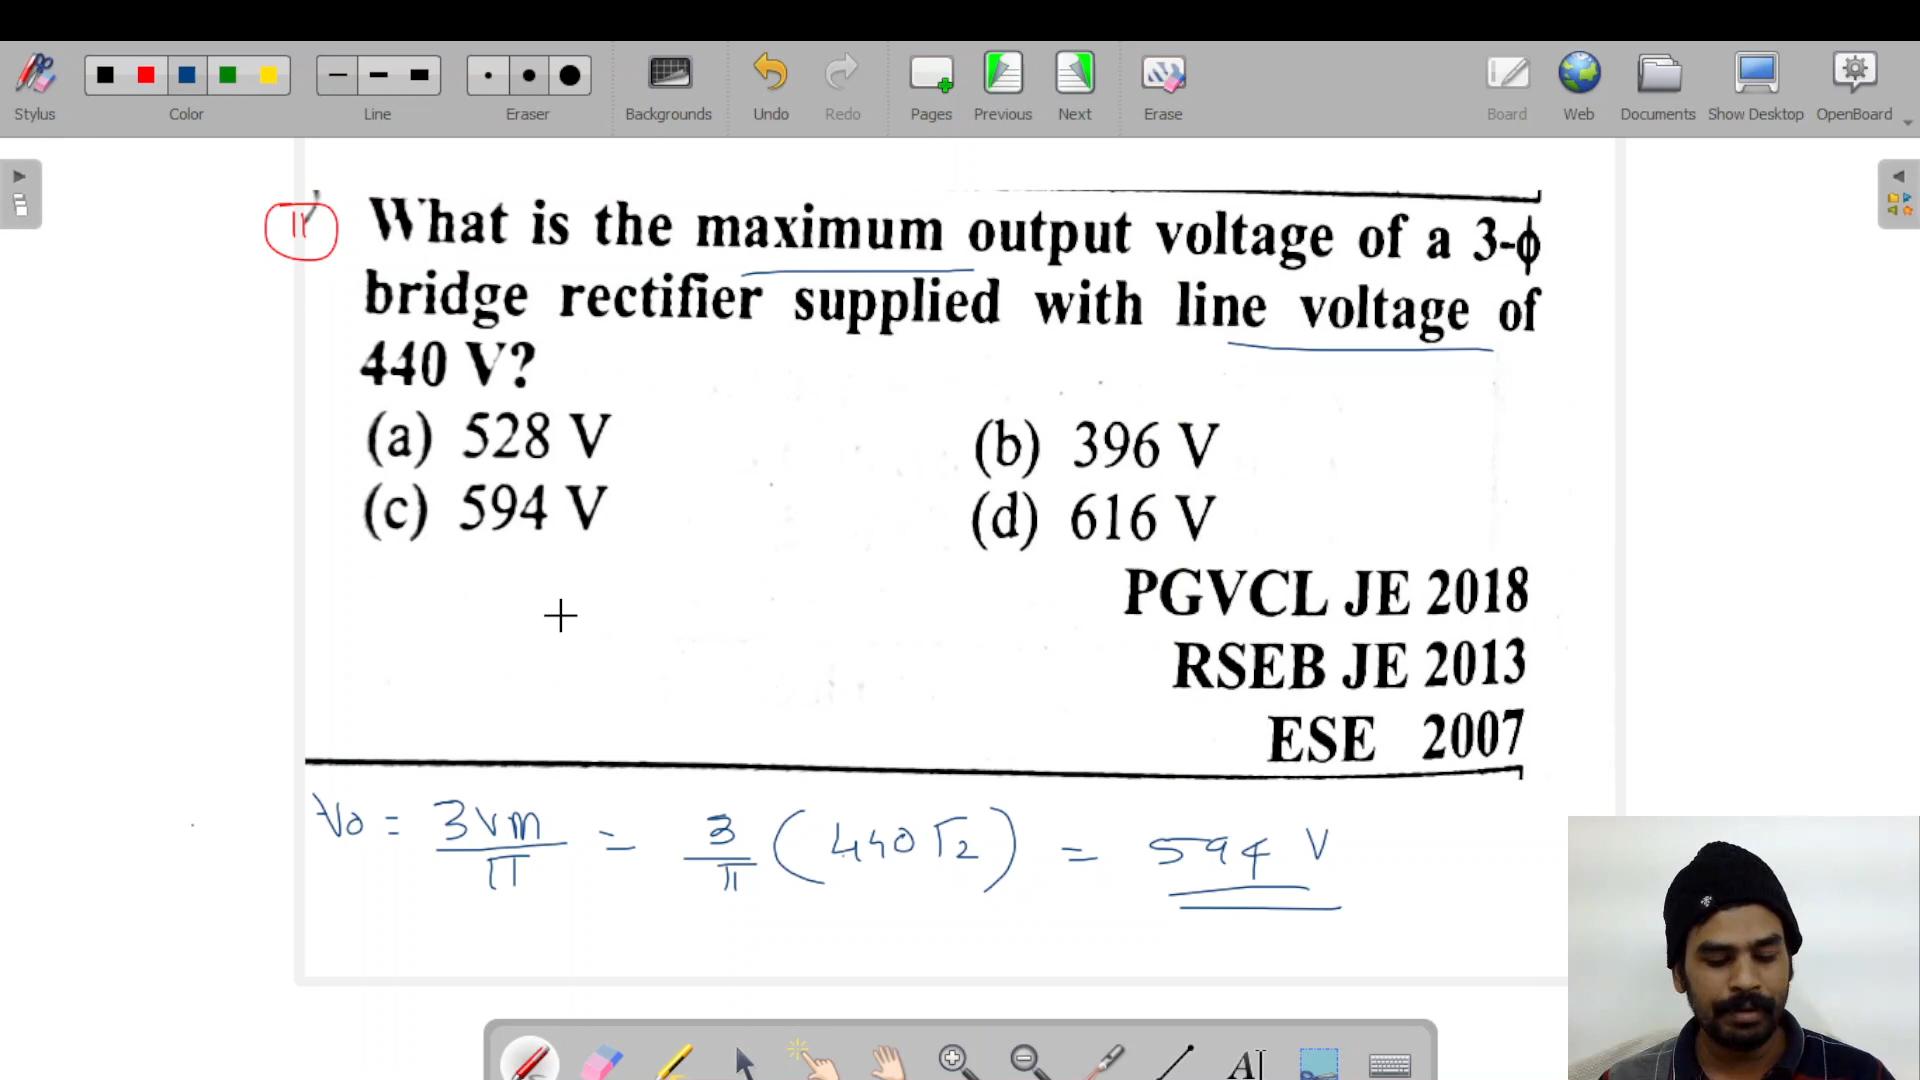 Stylus Color Line Eraser Backgrounds Undo Redo Pages Previous Next Erase Board Web Documents Show Desktop OpenBoard
11 What is the maximum output voltage of a 3-ϕ
bridge rectifier supplied with line voltage of
440 V?
(a) 528 V (b) 396 V
(c) 594 V (d) 616 V
PGVCL JE 2018
RSEB JE 2013
ESE 2007
Vo = 3Vm/π = 3/π (440√2) = 594 V